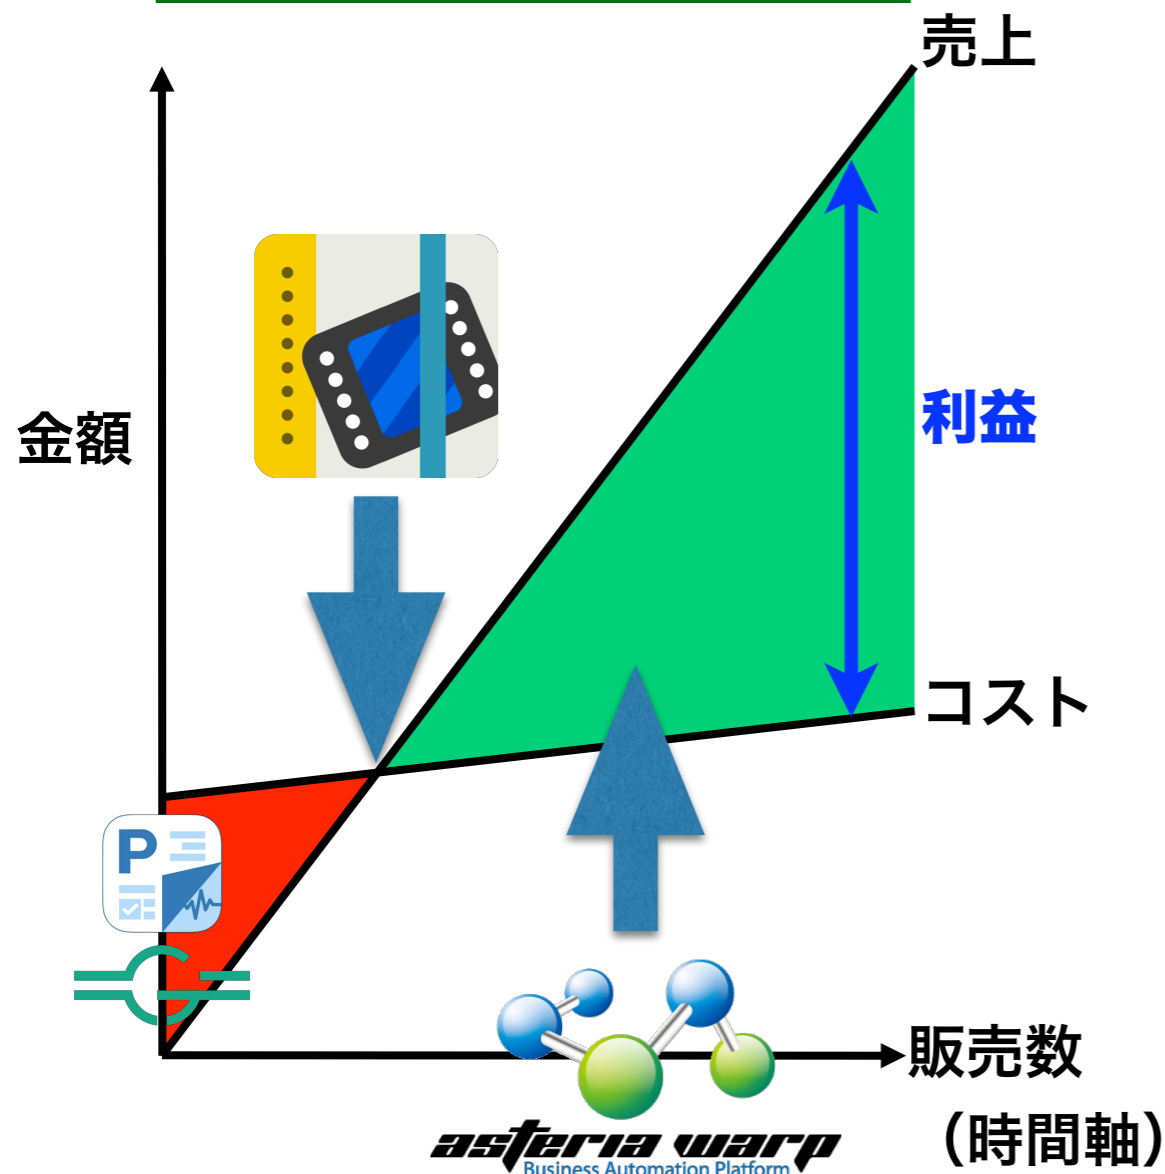 売上
金額
利益
コスト
P
販売数
（時間軸）
asteria warp
Business Automation Platform